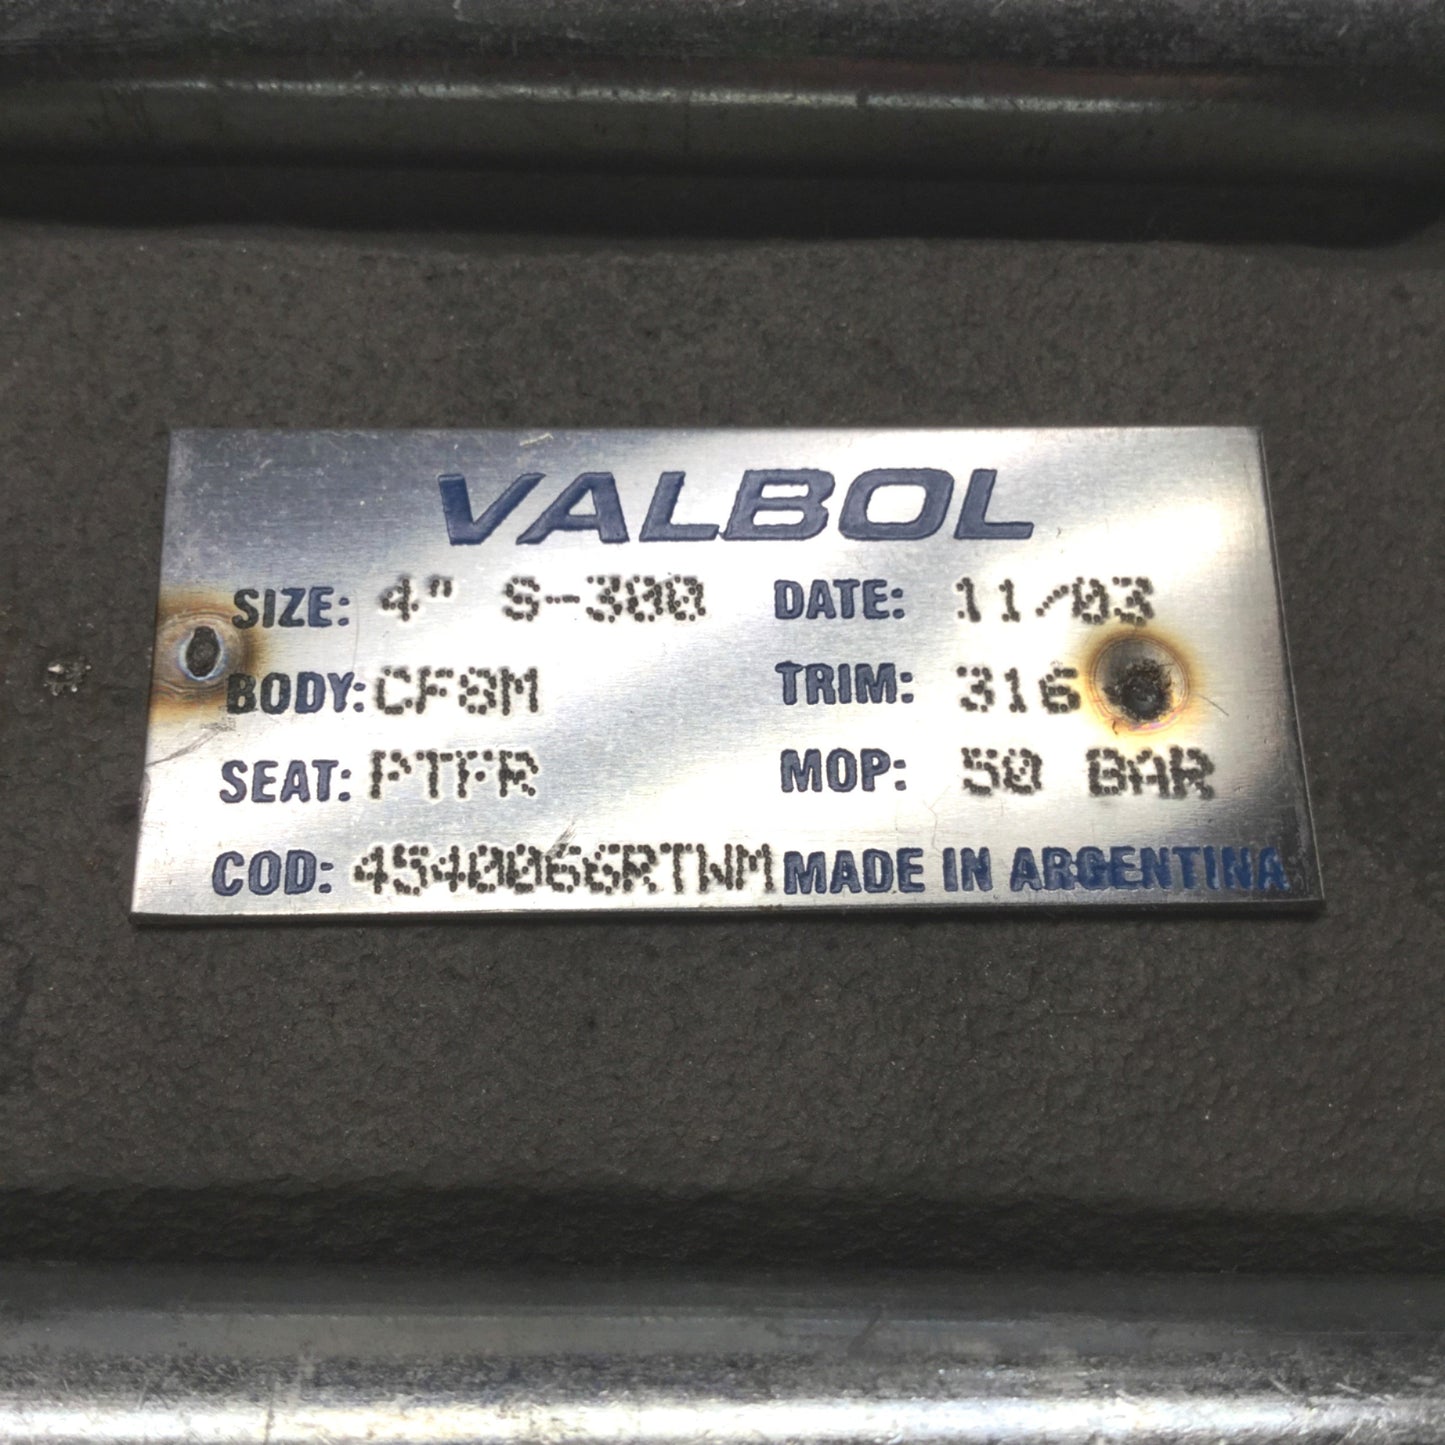 VALBOL
SIZE: 4" S-300 DATE: 11/03
BODY: CF8M TRIM: 316
SEAT: PTFR MOP: 50 BAR
COD: 4540066RTWM MADE IN ARGENTINA